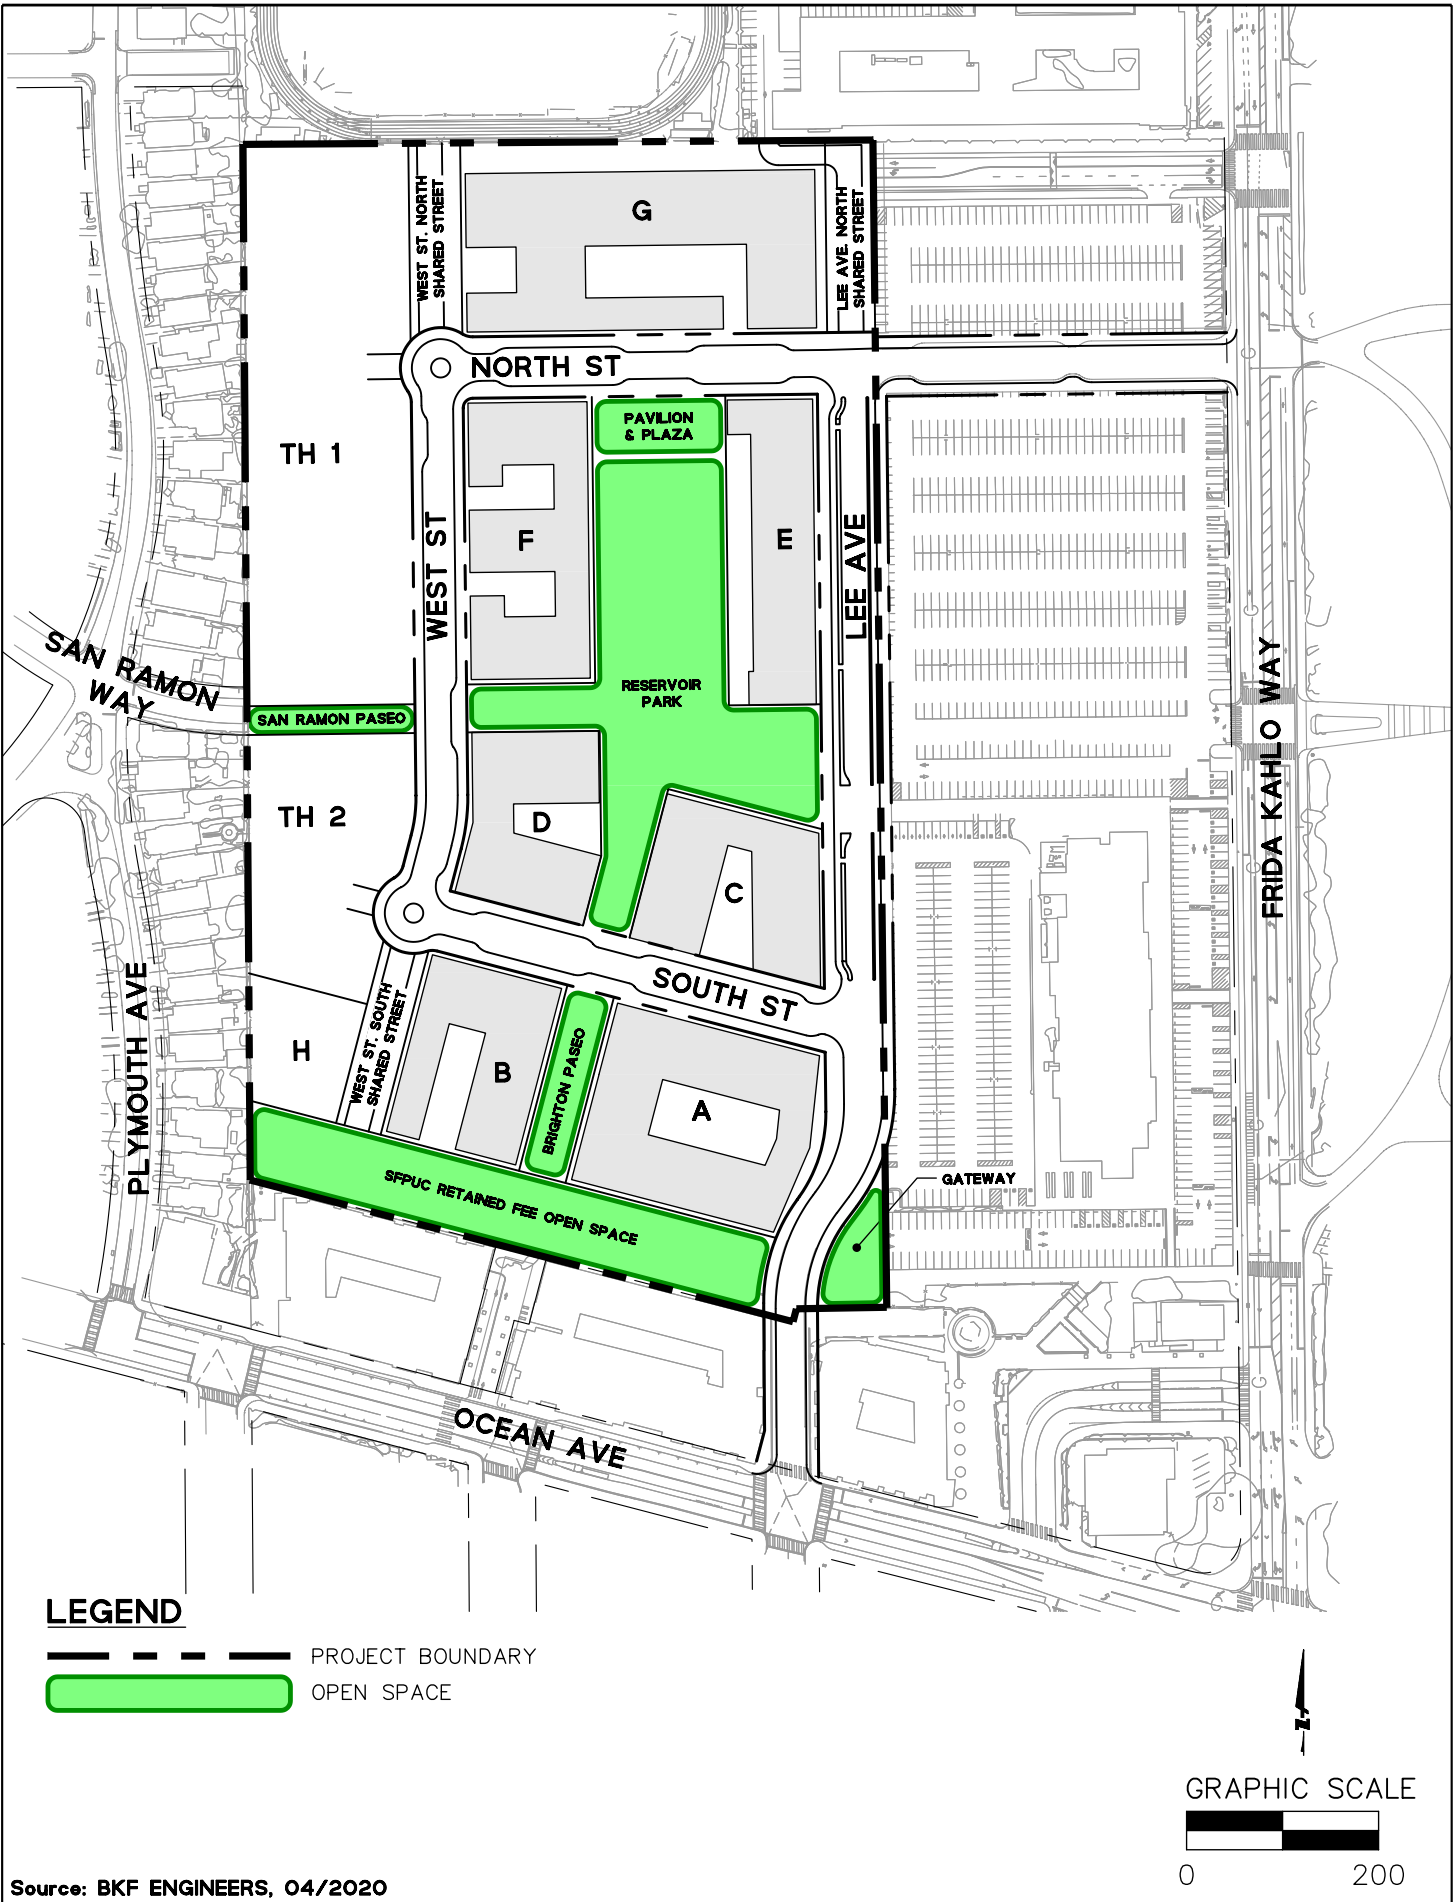 WEST ST. NORTH
SHARED STREET
G
LEE AVE. NORTH
SHARED STREET
NORTH ST
PAVILION
& PLAZA
TH 1
WEST ST
F
E
LEE AVE
SAN RAMON
WAY
SAN RAMON PASEO
RESERVOIR
PARK
FRIDA KAHLO WAY
TH 2
D
C
PLYMOUTH AVE
SOUTH ST
WEST ST. SOUTH
SHARED STREET
H
B
BRIGHTON PASEO
A
GATEWAY
SFPUC RETAINED FEE OPEN SPACE
OCEAN AVE
LEGEND
PROJECT BOUNDARY
OPEN SPACE
GRAPHIC SCALE
0 200
Source: BKF ENGINEERS, 04/2020